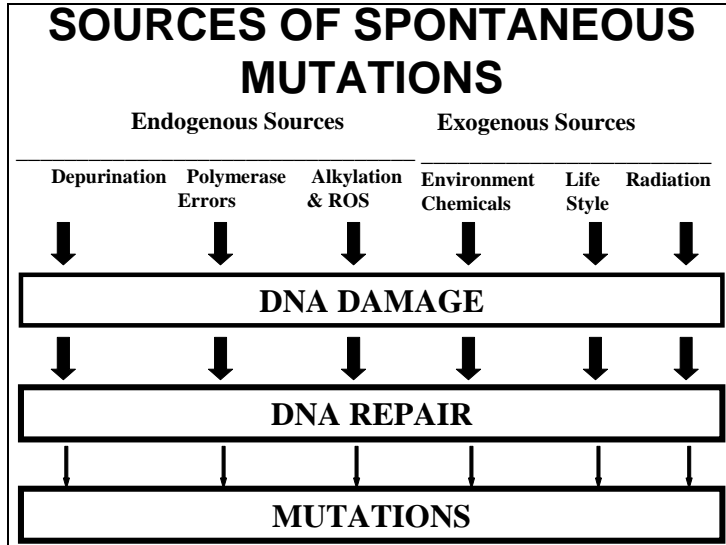 SOURCES OF SPONTANEOUS
MUTATIONS
Endogenous Sources Exogenous Sources
Depurination Polymerase Errors Alkylation & ROS Environment Chemicals Life Style Radiation
DNA DAMAGE
DNA REPAIR
MUTATIONS